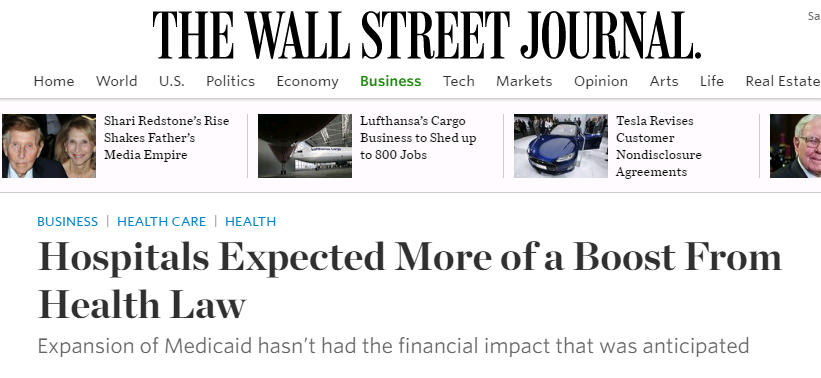 THE WALL STREET JOURNAL.
Sa
Home World U.S. Politics Economy Business Tech Markets Opinion Arts Life Real Estate
Shari Redstone's Rise
Shakes Father's
Media Empire
Lufthansa's Cargo
Business to Shed up
to 800 Jobs
Tesla Revises
Customer
Nondisclosure
Agreements
BUSINESS | HEALTH CARE | HEALTH
Hospitals Expected More of a Boost From
Health Law
Expansion of Medicaid hasn't had the financial impact that was anticipated